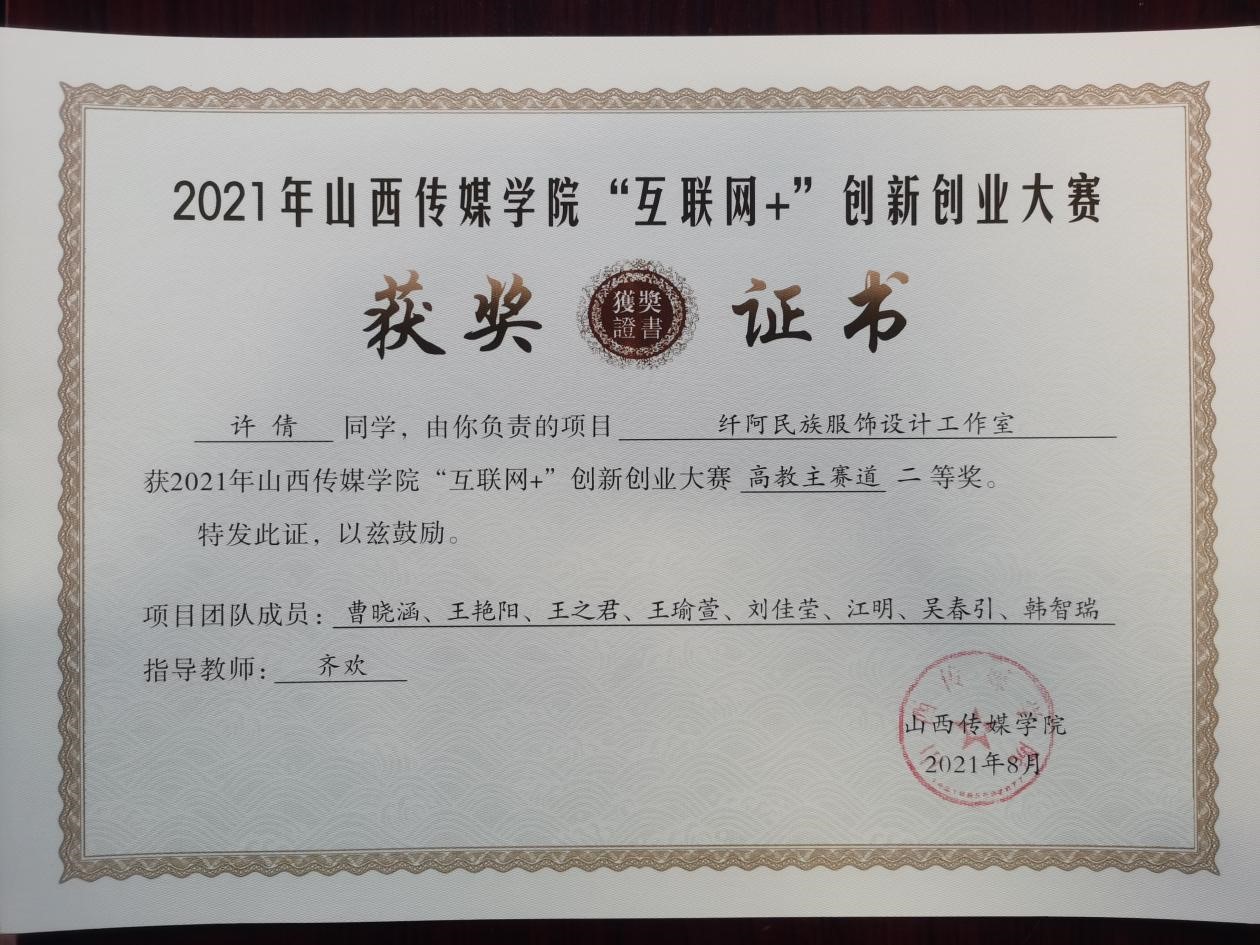 2021年山西传媒学院“互联网+”创新创业大赛
获奖 獲獎證書 证书
许倩 同学，由你负责的项目 纤阿民族服饰设计工作室
获2021年山西传媒学院“互联网+”创新创业大赛 高教主赛道 二 等奖。
特发此证，以兹鼓励。
项目团队成员：曹晓涵、王艳阳、王之君、王瑜萱、刘佳莹、江明、吴春引、韩智瑞
指导教师：齐欢
山西传媒学院
2021年8月